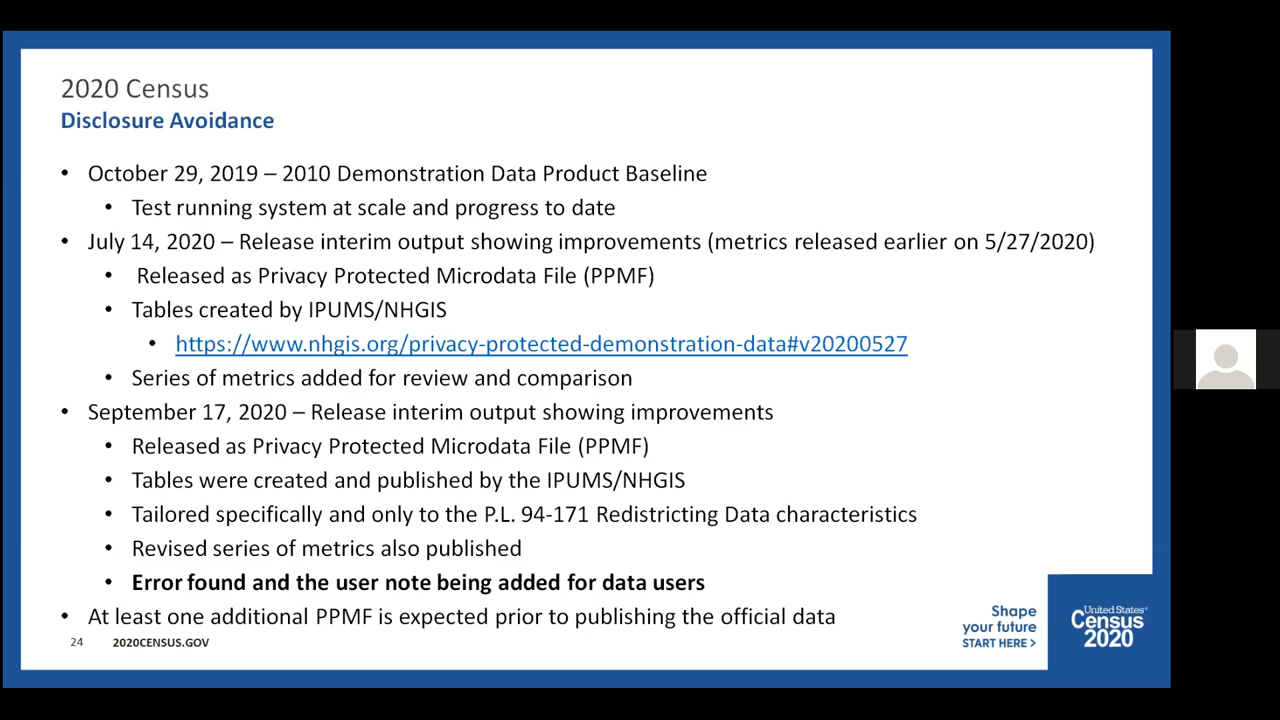 2020 Census
Disclosure Avoidance
• October 29, 2019 – 2010 Demonstration Data Product Baseline
• Test running system at scale and progress to date
• July 14, 2020 – Release interim output showing improvements (metrics released earlier on 5/27/2020)
• Released as Privacy Protected Microdata File (PPMF)
• Tables created by IPUMS/NHGIS
• https://www.nhgis.org/privacy-protected-demonstration-data#v20200527
• Series of metrics added for review and comparison
• September 17, 2020 – Release interim output showing improvements
• Released as Privacy Protected Microdata File (PPMF)
• Tables were created and published by the IPUMS/NHGIS
• Tailored specifically and only to the P.L. 94-171 Redistricting Data characteristics
• Revised series of metrics also published
• Error found and the user note being added for data users
• At least one additional PPMF is expected prior to publishing the official data
24 2020CENSUS.GOV
Shape
your future
START HERE >
United States®
Census
2020